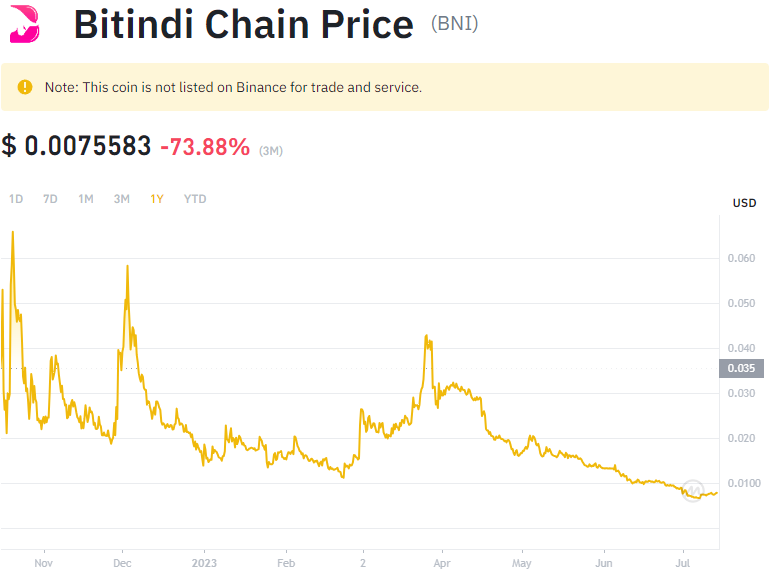 Bitindi Chain Price (BNI)
Note: This coin is not listed on Binance for trade and service.
$ 0.0075583 -73.88% (3M)
1D 7D 1M 3M 1Y YTD
USD
0.060
0.050
0.040
0.035
0.030
0.020
0.0100
Nov Dec 2023 Feb 2 Apr May Jun Jul